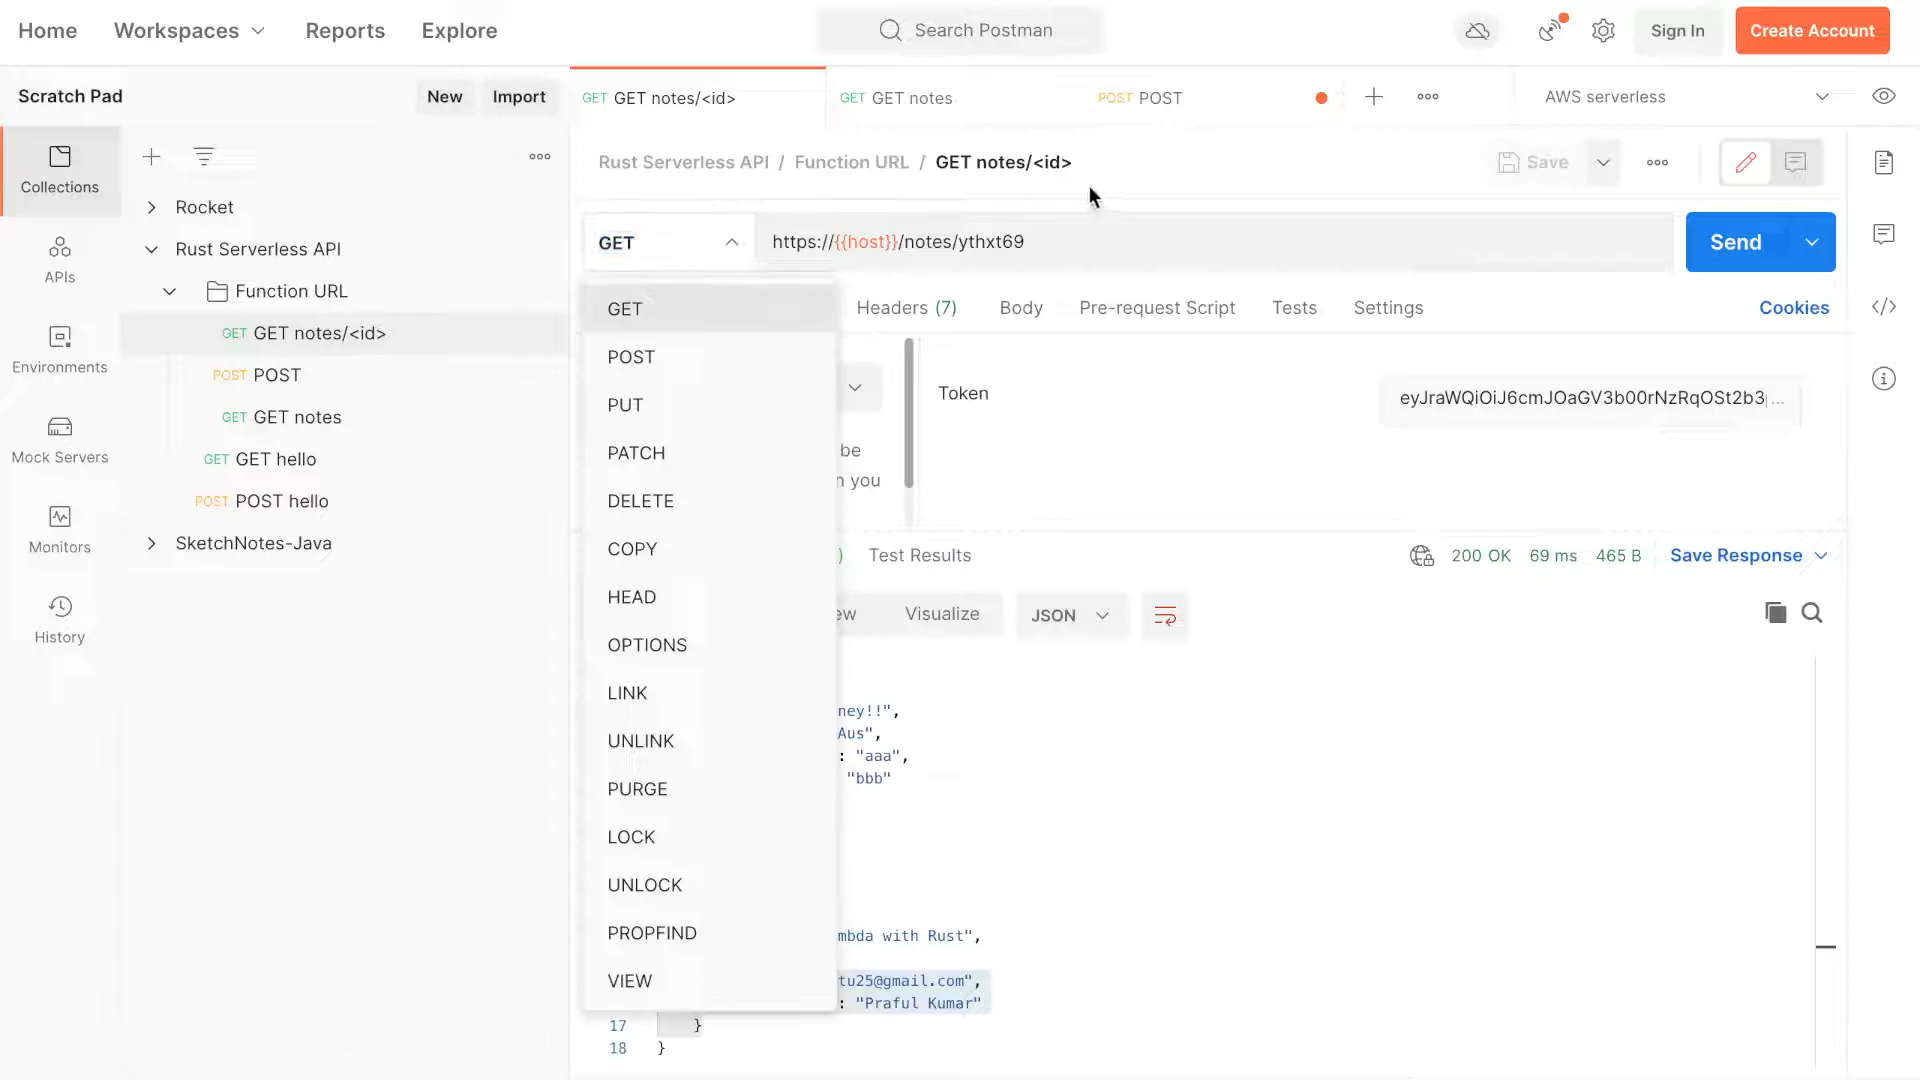 Home
Workspaces
Reports
Explore
Search Postman
Sign In
Create Account
Scratch Pad
New
Import
GET GET notes/<id>
GET GET notes
POST POST
AWS serverless
Collections
APIs
Environments
Mock Servers
Monitors
History
Rocket
Rust Serverless API
Function URL
GET GET notes/<id>
POST POST
GET GET notes
GET GET hello
POST POST hello
SketchNotes-Java
Rust Serverless API / Function URL / GET notes/<id>
Save
GET
https://{{host}}/notes/ythxt69
Send
Headers (7)
Body
Pre-request Script
Tests
Settings
Cookies
GET
POST
PUT
PATCH
DELETE
COPY
HEAD
OPTIONS
LINK
UNLINK
PURGE
LOCK
UNLOCK
PROPFIND
VIEW
be
n you
Token
eyJraWQiOiJ6cmJOaGV3b00rNzRqOSt2b3 ...
)
Test Results
200 OK
69 ms
465 B
Save Response
ew
Visualize
JSON
ney!!",
Aus",
: "aaa",
"bbb"
mbda with Rust",
tu25@gmail.com",
: "Praful Kumar"
17 }
18 }